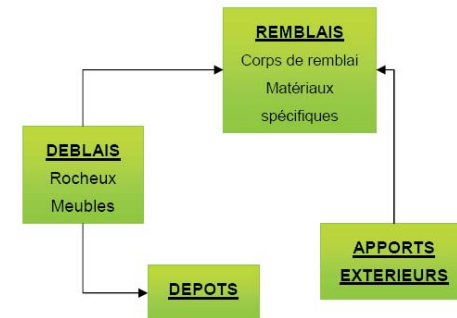 REMBLAIS
Corps de remblai
Matériaux
spécifiques
DEBLAIS
Rocheux
Meubles
APPORTS
EXTERIEURS
DEPOTS